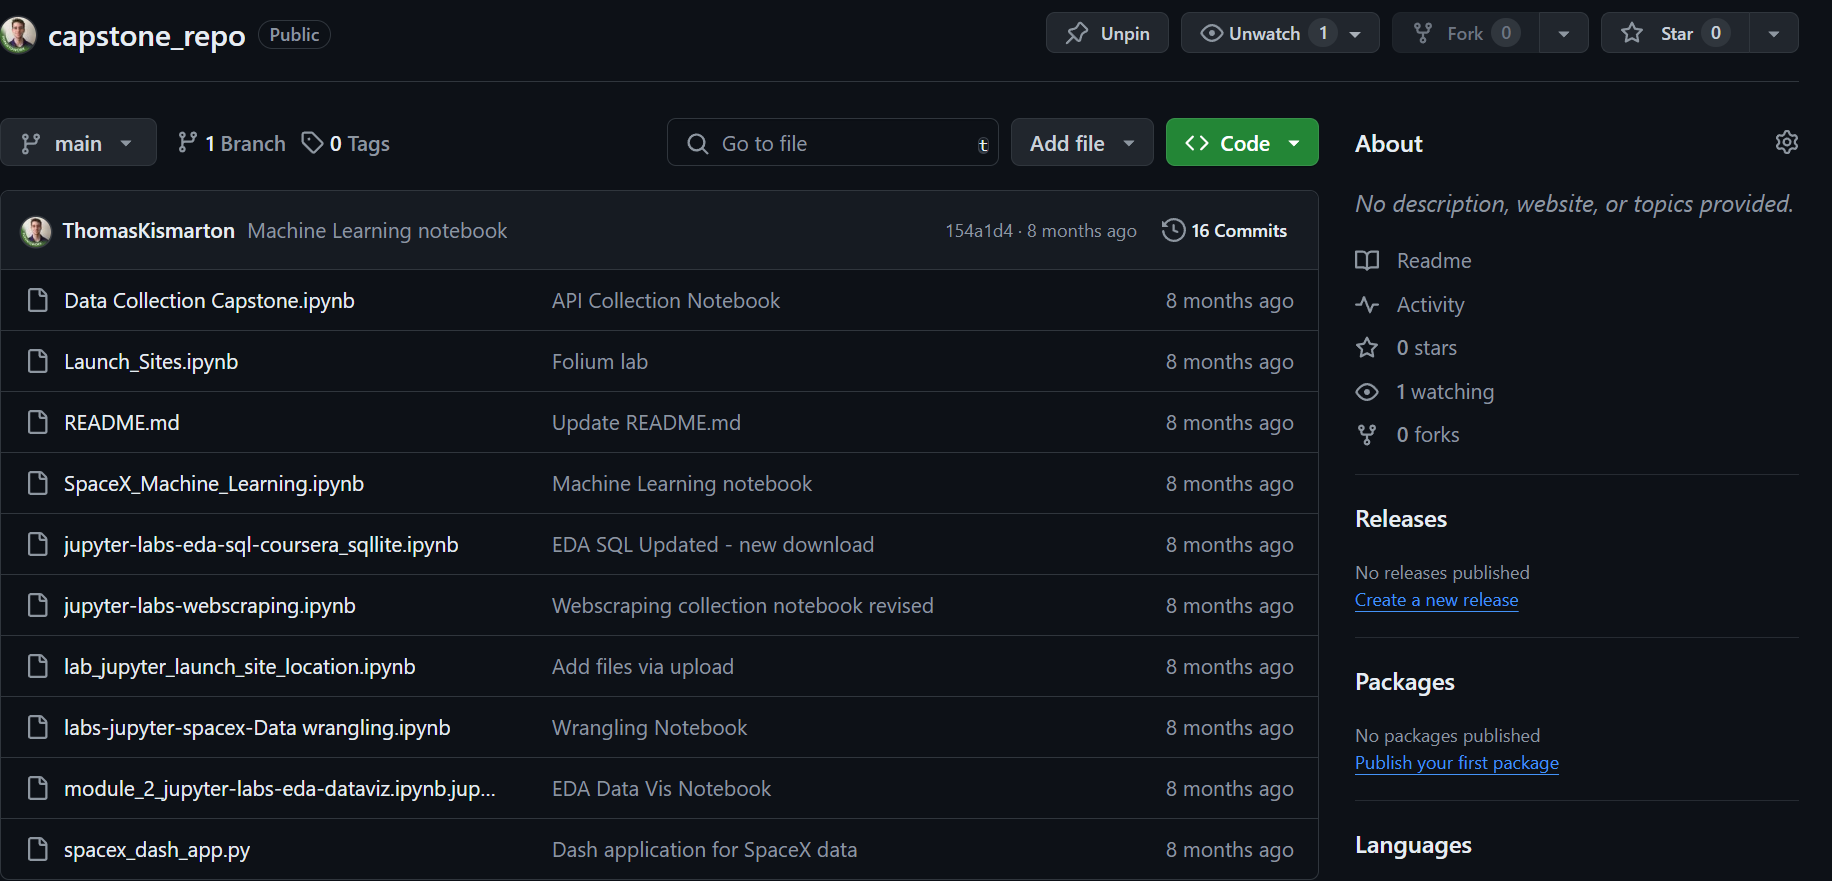 capstone_repo Public Unpin Unwatch 1 Fork 0 Star 0
main 1 Branch 0 Tags Go to file t Add file Code
ThomasKismarton Machine Learning notebook 154a1d4 · 8 months ago 16 Commits
Data Collection Capstone.ipynb API Collection Notebook 8 months ago
Launch_Sites.ipynb Folium lab 8 months ago
README.md Update README.md 8 months ago
SpaceX_Machine_Learning.ipynb Machine Learning notebook 8 months ago
jupyter-labs-eda-sql-coursera_sqllite.ipynb EDA SQL Updated - new download 8 months ago
jupyter-labs-webscraping.ipynb Webscraping collection notebook revised 8 months ago
lab_jupyter_launch_site_location.ipynb Add files via upload 8 months ago
labs-jupyter-spacex-Data wrangling.ipynb Wrangling Notebook 8 months ago
module_2_jupyter-labs-eda-dataviz.ipynb.jup... EDA Data Vis Notebook 8 months ago
spacex_dash_app.py Dash application for SpaceX data 8 months ago
About
No description, website, or topics provided.
Readme
Activity
0 stars
1 watching
0 forks
Releases
No releases published
Create a new release
Packages
No packages published
Publish your first package
Languages